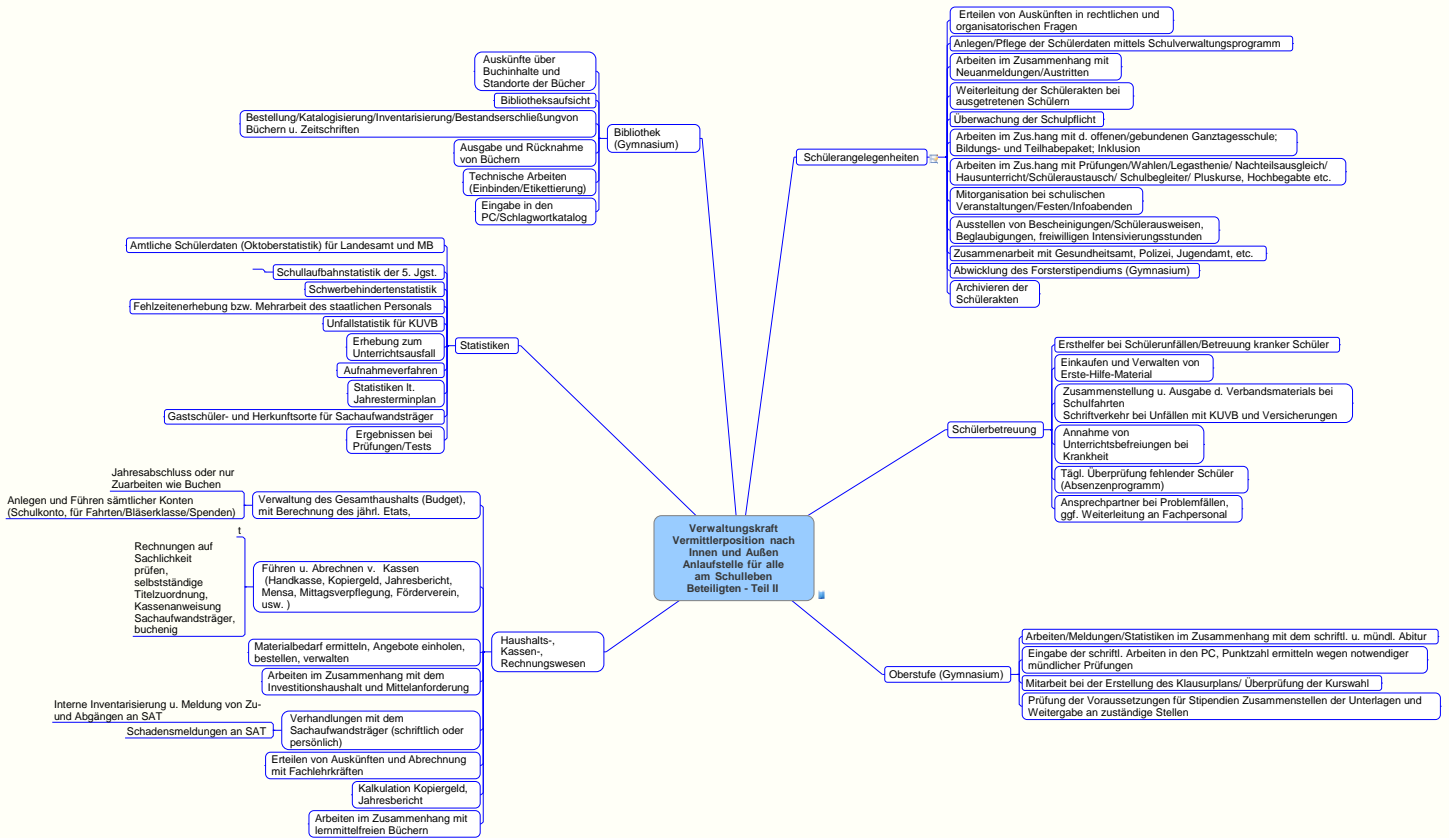 Verwaltungskraft
Vermittlerposition nach
Innen und Außen
Anlaufstelle für alle
am Schulleben
Beteiligten - Teil II
Schülerangelegenheiten
Erteilen von Auskünften in rechtlichen und
organisatorischen Fragen
Anlegen/Pflege der Schülerdaten mittels Schulverwaltungsprogramm
Arbeiten im Zusammenhang mit
Neuanmeldungen/Austritten
Weiterleitung der Schülerakten bei
ausgetretenen Schülern
Überwachung der Schulpflicht
Arbeiten im Zus.hang mit d. offenen/gebundenen Ganztagesschule;
Bildungs- und Teilhabepaket; Inklusion
Arbeiten im Zus.hang mit Prüfungen/Wahlen/Legasthenie/ Nachteilsausgleich/
Hausunterricht/Schüleraustausch/ Schulbegleiter/ Pluskurse, Hochbegabte etc.
Mitorganisation bei schulischen
Veranstaltungen/Festen/Infoabenden
Ausstellen von Bescheinigungen/Schülerausweisen,
Beglaubigungen, freiwilligen Intensivierungsstunden
Zusammenarbeit mit Gesundheitsamt, Polizei, Jugendamt, etc.
Abwicklung des Forsterstipendiums (Gymnasium)
Archivieren der
Schülerakten
Schülerbetreuung
Ersthelfer bei Schülerunfällen/Betreuung kranker Schüler
Einkaufen und Verwalten von
Erste-Hilfe-Material
Zusammenstellung u. Ausgabe d. Verbandsmaterials bei
Schulfahrten
Schriftverkehr bei Unfällen mit KUVB und Versicherungen
Annahme von
Unterrichtsbefreiungen bei
Krankheit
Tägl. Überprüfung fehlender Schüler
(Absenzenprogramm)
Ansprechpartner bei Problemfällen,
ggf. Weiterleitung an Fachpersonal
Oberstufe (Gymnasium)
Arbeiten/Meldungen/Statistiken im Zusammenhang mit dem schriftl. u. mündl. Abitur
Eingabe der schriftl. Arbeiten in den PC, Punktzahl ermitteln wegen notwendiger
mündlicher Prüfungen
Mitarbeit bei der Erstellung des Klausurplans/ Überprüfung der Kurswahl
Prüfung der Voraussetzungen für Stipendien Zusammenstellen der Unterlagen und
Weitergabe an zuständige Stellen
Bibliothek
(Gymnasium)
Auskünfte über
Buchinhalte und
Standorte der Bücher
Bibliotheksaufsicht
Bestellung/Katalogisierung/Inventarisierung/Bestandserschließungvon
Büchern u. Zeitschriften
Ausgabe und Rücknahme
von Büchern
Technische Arbeiten
(Einbinden/Etikettierung)
Eingabe in den
PC/Schlagwortkatalog
Statistiken
Amtliche Schülerdaten (Oktoberstatistik) für Landesamt und MB
Schullaufbahnstatistik der 5. Jgst.
Schwerbehindertenstatistik
Fehlzeitenerhebung bzw. Mehrarbeit des staatlichen Personals
Unfallstatistik für KUVB
Erhebung zum
Unterrichtsausfall
Aufnahmeverfahren
Statistiken lt.
Jahresterminplan
Gastschüler- und Herkunftsorte für Sachaufwandsträger
Ergebnissen bei
Prüfungen/Tests
Haushalts-,
Kassen-,
Rechnungswesen
Verwaltung des Gesamthaushalts (Budget),
mit Berechnung des jährl. Etats,
Jahresabschluss oder nur
Zuarbeiten wie Buchen
Anlegen und Führen sämtlicher Konten
(Schulkonto, für Fahrten/Bläserklasse/Spenden)
Führen u. Abrechnen v. Kassen
(Handkasse, Kopiergeld, Jahresbericht,
Mensa, Mittagsverpflegung, Förderverein,
usw. )
t
Rechnungen auf
Sachlichkeit
prüfen,
selbstständige
Titelzuordnung,
Kassenanweisung
Sachaufwandsträger,
buchenig
Materialbedarf ermitteln, Angebote einholen,
bestellen, verwalten
Arbeiten im Zusammenhang mit dem
Investitionshaushalt und Mittelanforderung
Verhandlungen mit dem
Sachaufwandsträger (schriftlich oder
persönlich)
Interne Inventarisierung u. Meldung von Zu-
und Abgängen an SAT
Schadensmeldungen an SAT
Erteilen von Auskünften und Abrechnung
mit Fachlehrkräften
Kalkulation Kopiergeld,
Jahresbericht
Arbeiten im Zusammenhang mit
lernmittelfreien Büchern